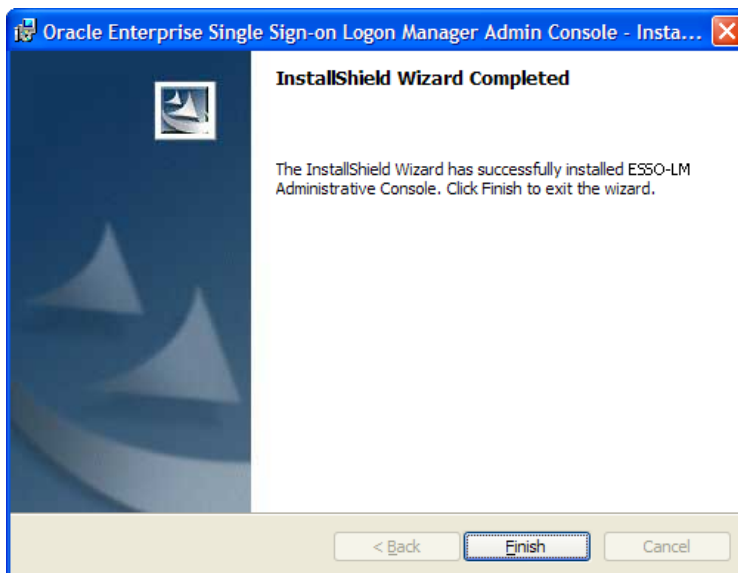 Oracle Enterprise Single Sign-on Logon Manager Admin Console - Insta...
InstallShield Wizard Completed
The InstallShield Wizard has successfully installed ESSO-LM
Administrative Console. Click Finish to exit the wizard.
< Back Finish Cancel